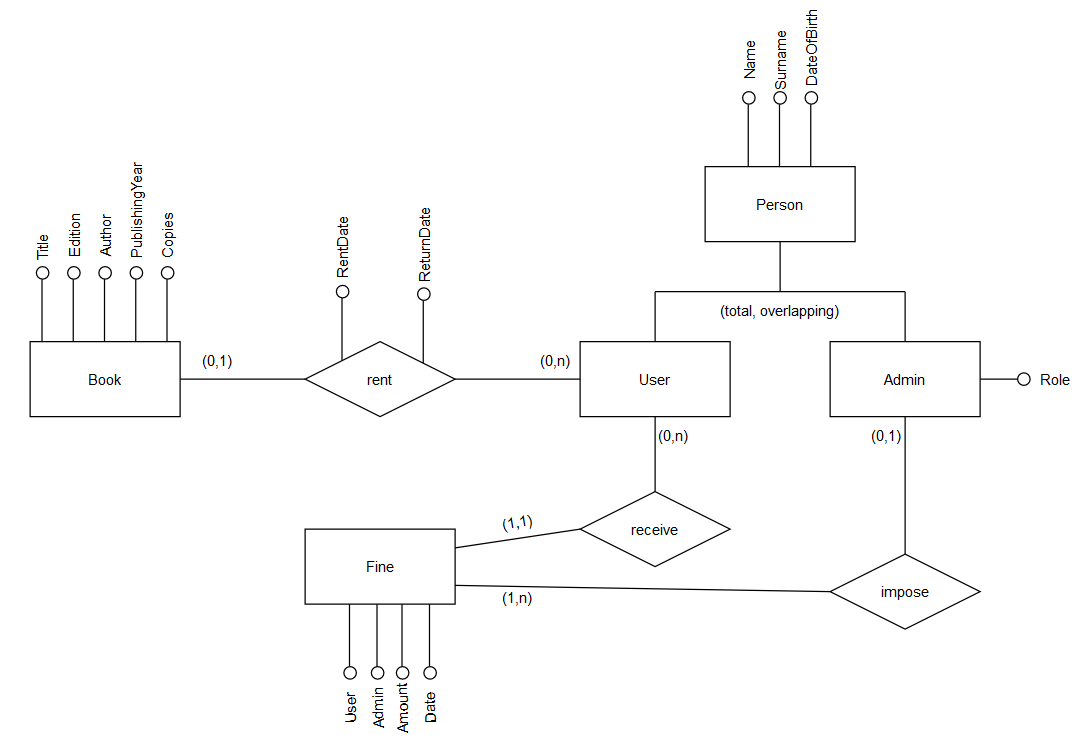 Name
Surname
DateOfBirth
Person
(total, overlapping)
Title
Edition
Author
PublishingYear
Copies
RentDate
ReturnDate
Book
(0,1)
rent
(0,n)
User
Admin
Role
(0,n)
(0,1)
receive
(1,1)
Fine
(1,n)
impose
User
Admin
Amount
Date